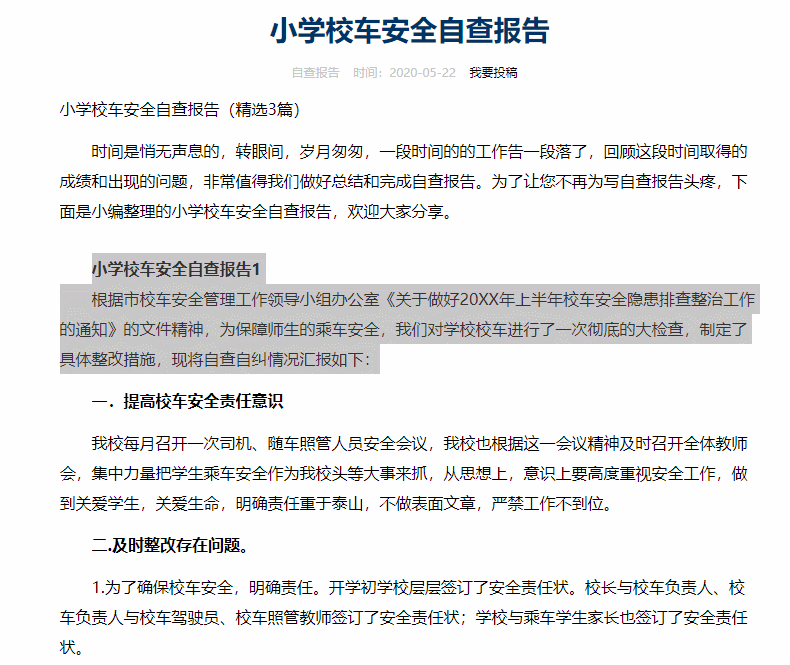 小学校车安全自查报告
自查报告 时间：2020-05-22 我要投稿
小学校车安全自查报告（精选3篇）
时间是悄无声息的，转眼间，岁月匆匆，一段时间的的工作告一段落了，回顾这段时间取得的
成绩和出现的问题，非常值得我们做好总结和完成自查报告。为了让您不再为写自查报告头疼，下
面是小编整理的小学校车安全自查报告，欢迎大家分享。
小学校车安全自查报告1
根据市校车安全管理工作领导小组办公室《关于做好20XX年上半年校车安全隐患排查整治工作
的通知》的文件精神，为保障师生的乘车安全，我们对学校校车进行了一次彻底的大检查，制定了
具体整改措施，现将自查自纠情况汇报如下：
一．提高校车安全责任意识
我校每月召开一次司机、随车照管人员安全会议，我校也根据这一会议精神及时召开全体教师
会，集中力量把学生乘车安全作为我校头等大事来抓，从思想上，意识上要高度重视安全工作，做
到关爱学生，关爱生命，明确责任重于泰山，不做表面文章，严禁工作不到位。
二.及时整改存在问题。
1.为了确保校车安全，明确责任。开学初学校层层签订了安全责任状。校长与校车负责人、校
车负责人与校车驾驶员、校车照管教师签订了安全责任状；学校与乘车学生家长也签订了安全责任
状。